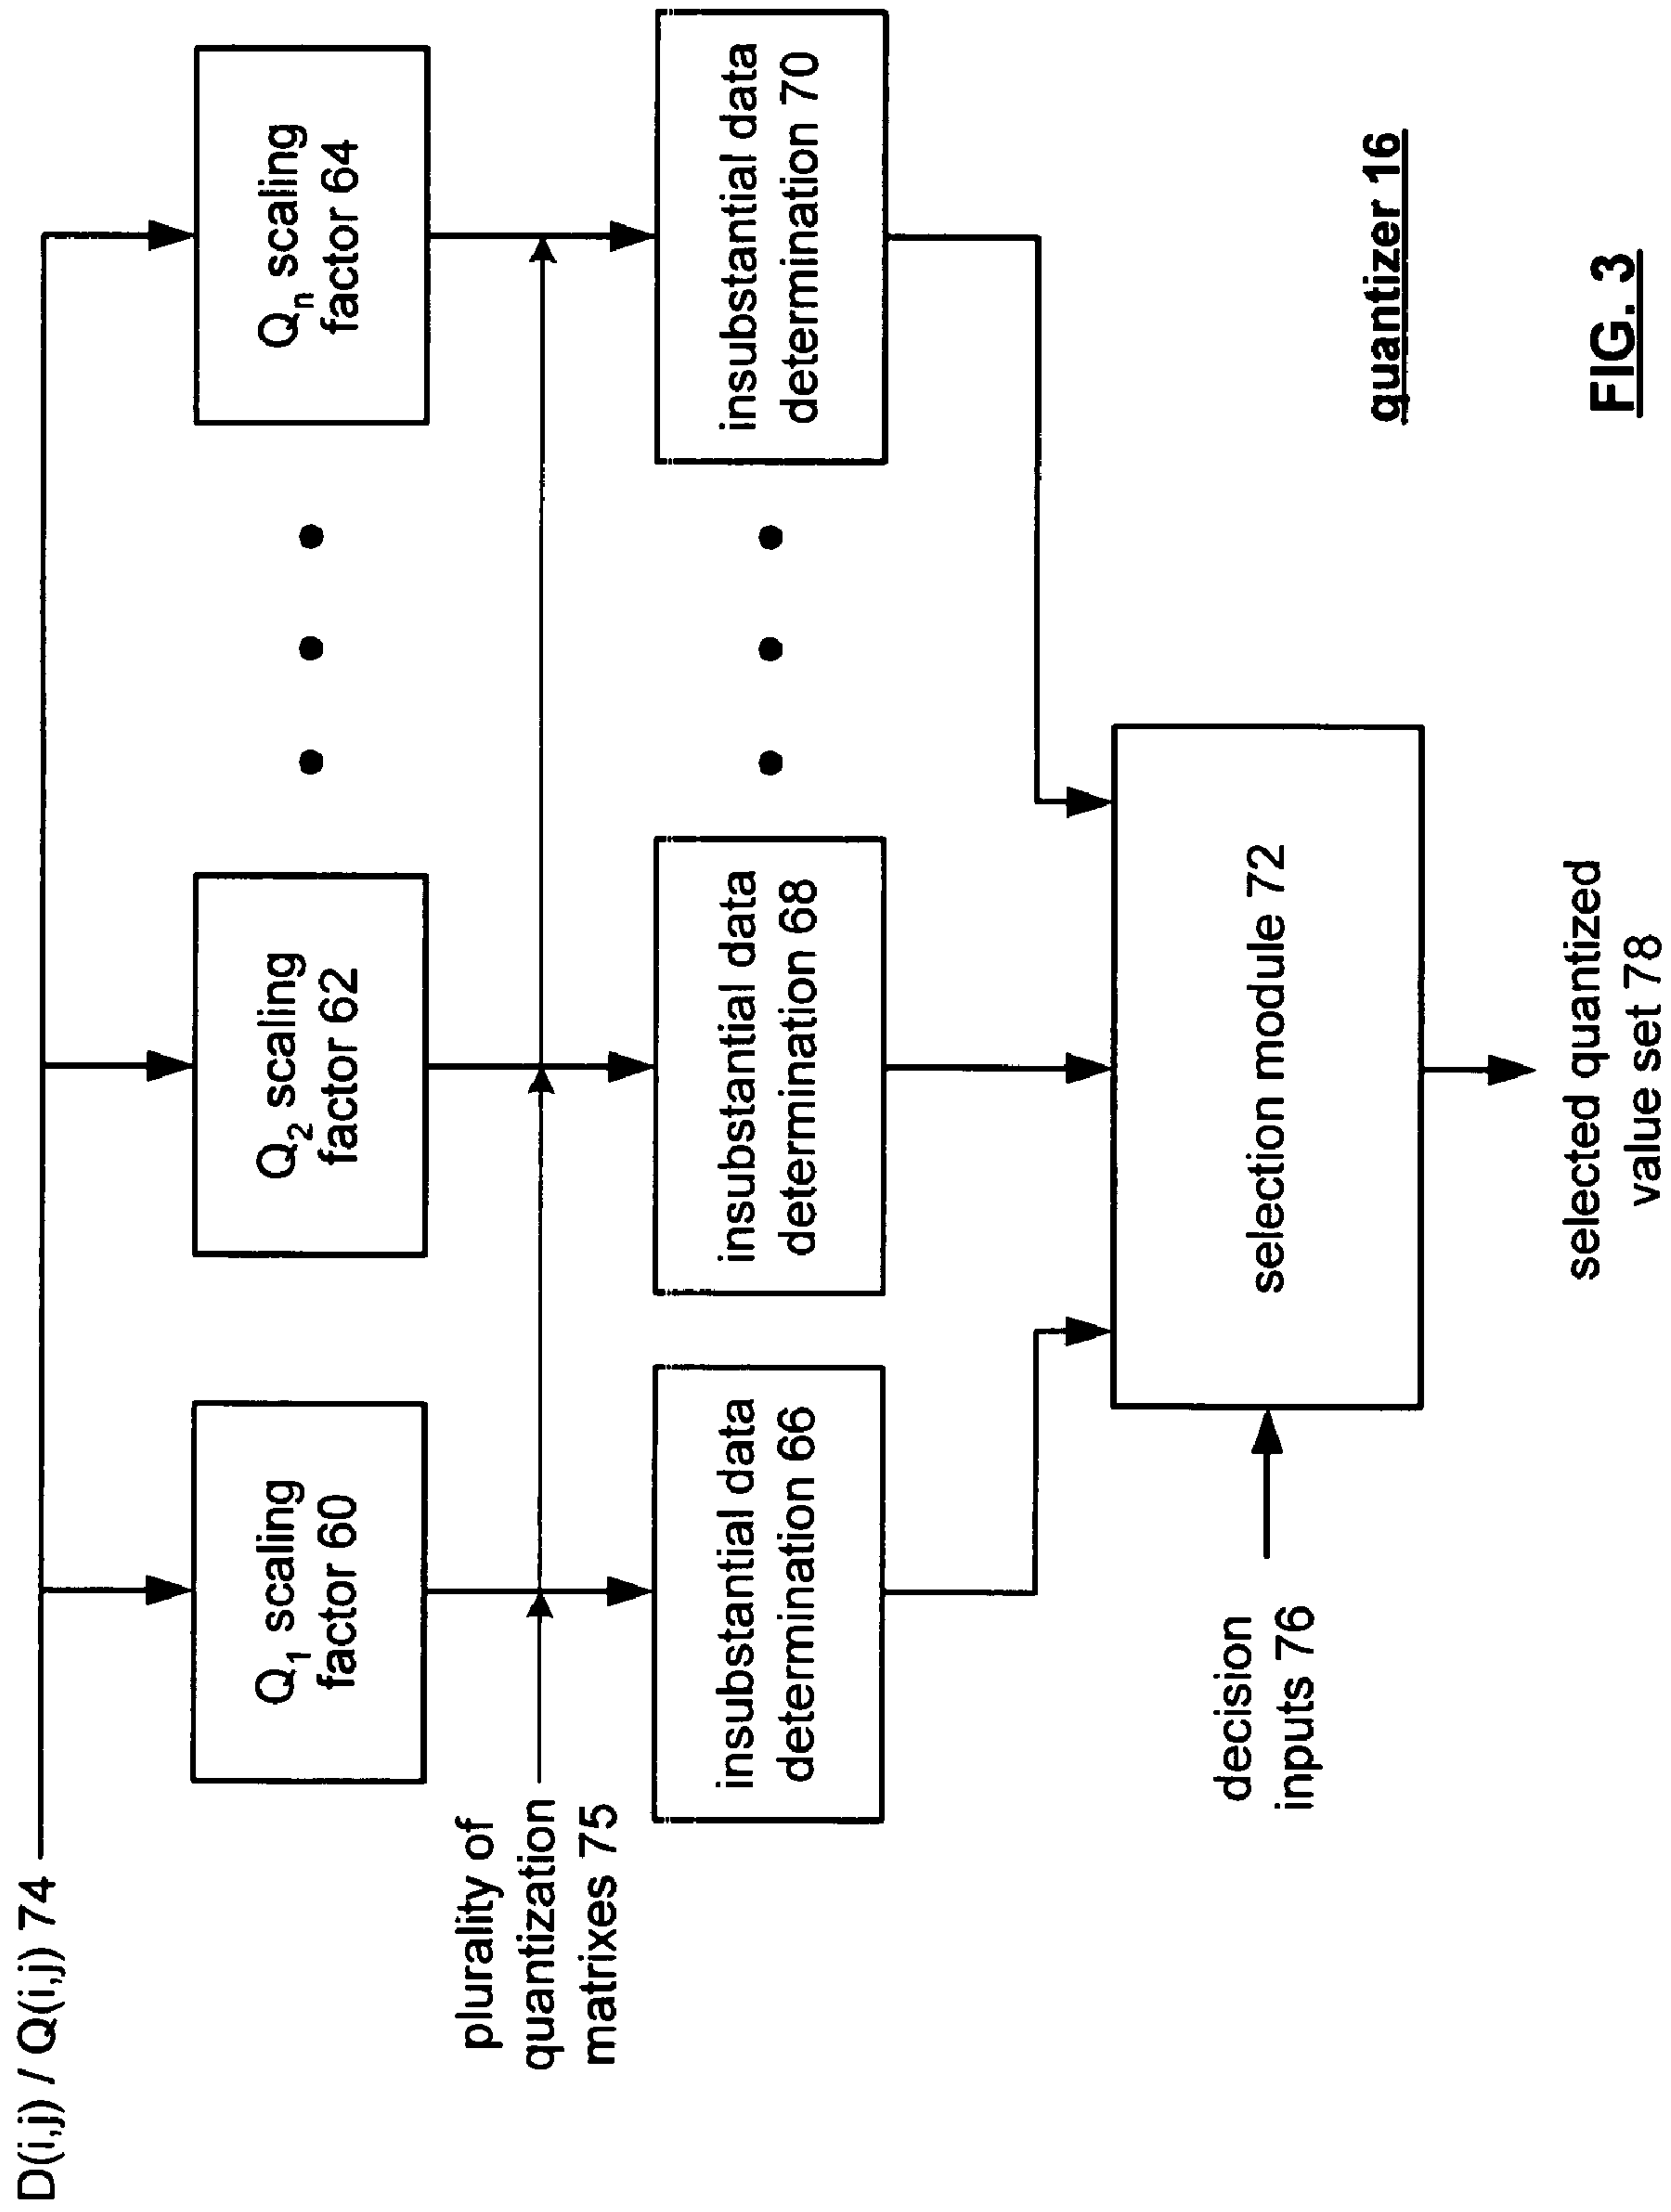 D(i,j) / Q(i,j) 74
Q1 scaling
factor 60
Q2 scaling
factor 62
Qn scaling
factor 64
plurality of
quantization
matrixes 75
insubstantial data
determination 66
insubstantial data
determination 68
insubstantial data
determination 70
decision
inputs 76
selection module 72
selected quantized
value set 78
quantizer 16
FIG. 3